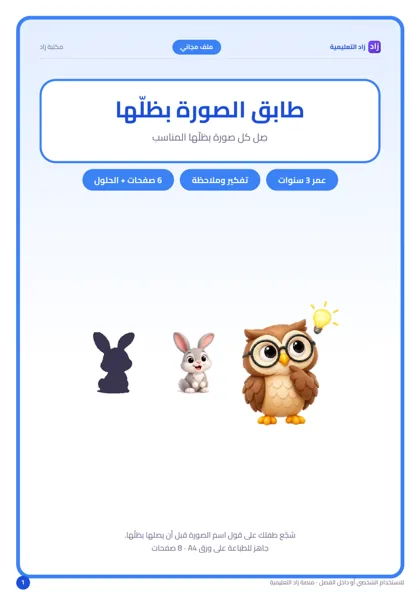 زاد
زاد التعليمية
ملف مجاني
مكتبة زاد
طابق الصورة بظلّها
صل كل صورة بظلّها المناسب
عمر 3 سنوات
تفكير وملاحظة
6 صفحات + الحلول
شجّع طفلك على قول اسم الصورة قبل أن يصلها بظلّها.
جاهز للطباعة على ورق A4 · 8 صفحات
للاستخدام الشخصي أو داخل الفصل · منصة زاد التعليمية
1